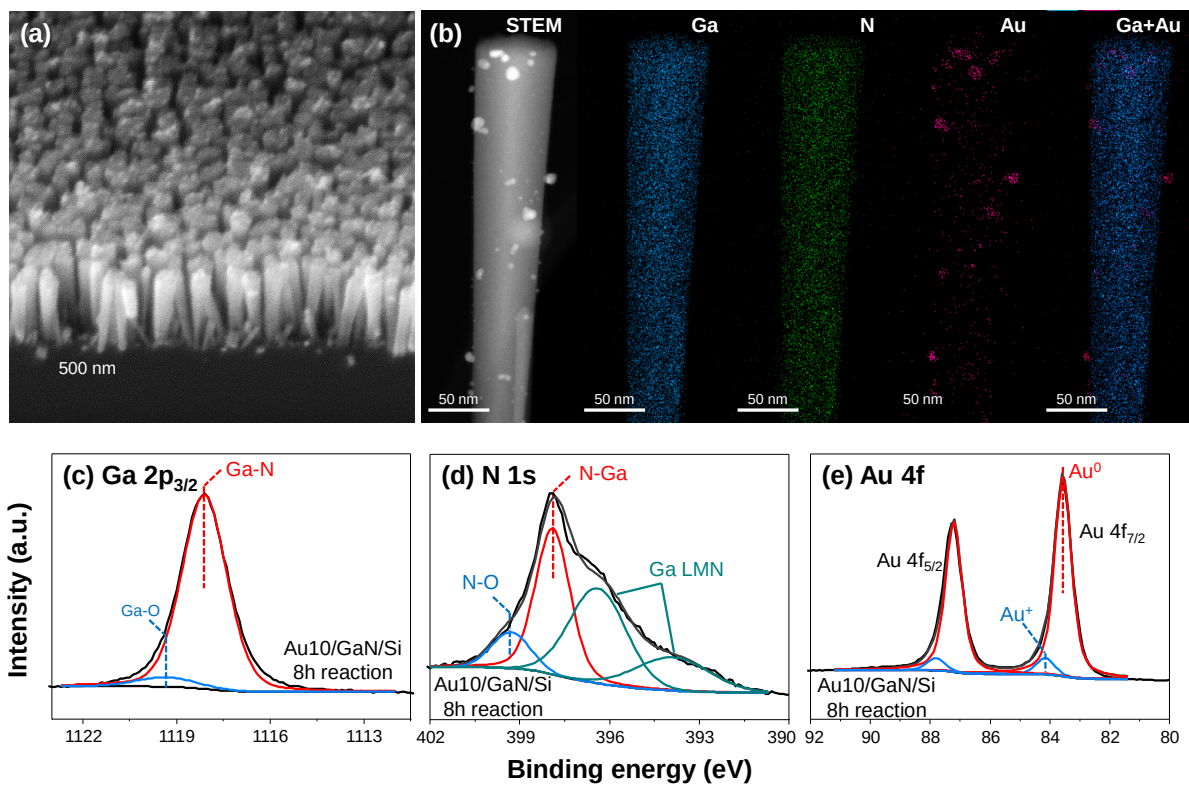 (a)
500 nm
(b) STEM Ga N Au Ga+Au
50 nm 50 nm 50 nm 50 nm 50 nm
Intensity (a.u.)
(c) Ga 2p3/2
Ga-N
Ga-O
Au10/GaN/Si
8h reaction
1122 1119 1116 1113
(d) N 1s
N-Ga
N-O
Ga LMN
Au10/GaN/Si
8h reaction
402 399 396 393 390
(e) Au 4f
Au⁰
Au 4f7/2
Au 4f5/2
Au⁺
Au10/GaN/Si
8h reaction
92 90 88 86 84 82 80
Binding energy (eV)